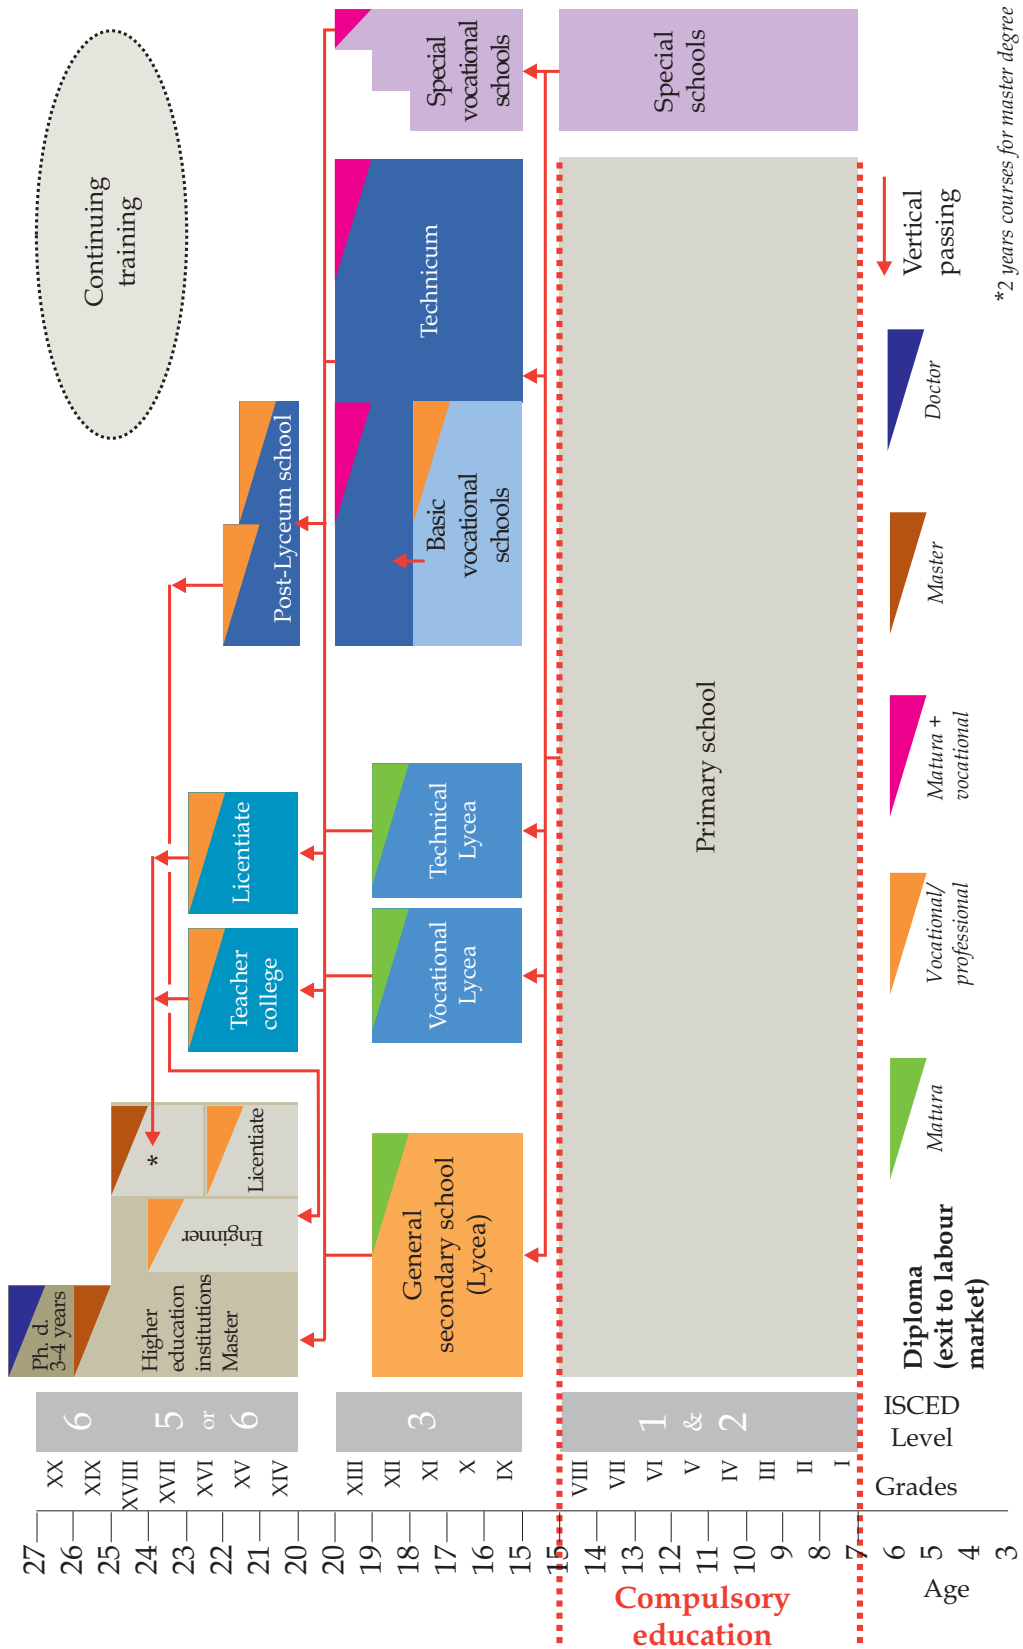 Continuing
training
Special
vocational
schools
Special
schools
Technicum
Post-Lyceum school
Basic
vocational
schools
Licentiate
Teacher
college
Technical
Lycea
Vocational
Lycea
Primary school
*
Licentiate
Enginner
Ph. d.
3-4 years
Higher
education
institutions
Master
General
secondary school
(Lycea)
6
5
or
6
3
1
&
2
ISCED
Level
XX
XIX
XVIII
XVII
XVI
XV
XIV
XIII
XII
XI
X
IX
VIII
VII
VI
V
IV
III
II
I
Grades
27
26
25
24
23
22
21
20
20
19
18
17
16
15
15
14
13
12
11
10
9
8
7
6
5
4
3
Age
Compulsory
education
Diploma
(exit to labour
market)
Matura
Vocational/
professional
Matura +
vocational
Master
Doctor
Vertical
passing
*2 years courses for master degree